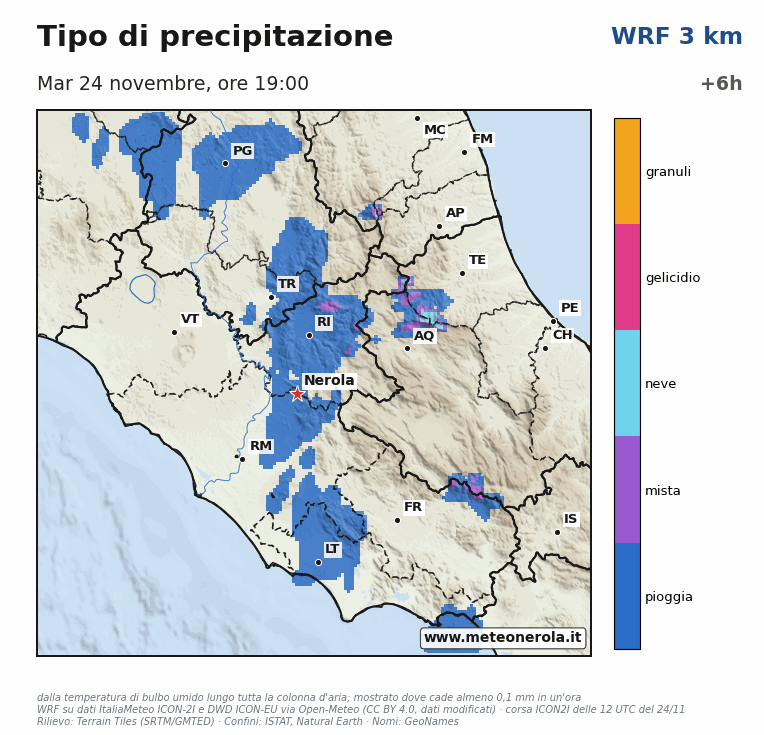 Tipo di precipitazione
WRF 3 km
Mar 24 novembre, ore 19:00
+6h
MC
FM
PG
AP
TE
TR
PE
VT
RI
AQ
CH
Nerola
RM
FR
IS
LT
www.meteonerola.it
granuli
gelicidio
neve
mista
pioggia
dalla temperatura di bulbo umido lungo tutta la colonna d'aria; mostrato dove cade almeno 0,1 mm in un'ora
WRF su dati ItaliaMeteo ICON-2I e DWD ICON-EU via Open-Meteo (CC BY 4.0, dati modificati) · corsa ICON2I delle 12 UTC del 24/11
Rilievo: Terrain Tiles (SRTM/GMTED) · Confini: ISTAT, Natural Earth · Nomi: GeoNames